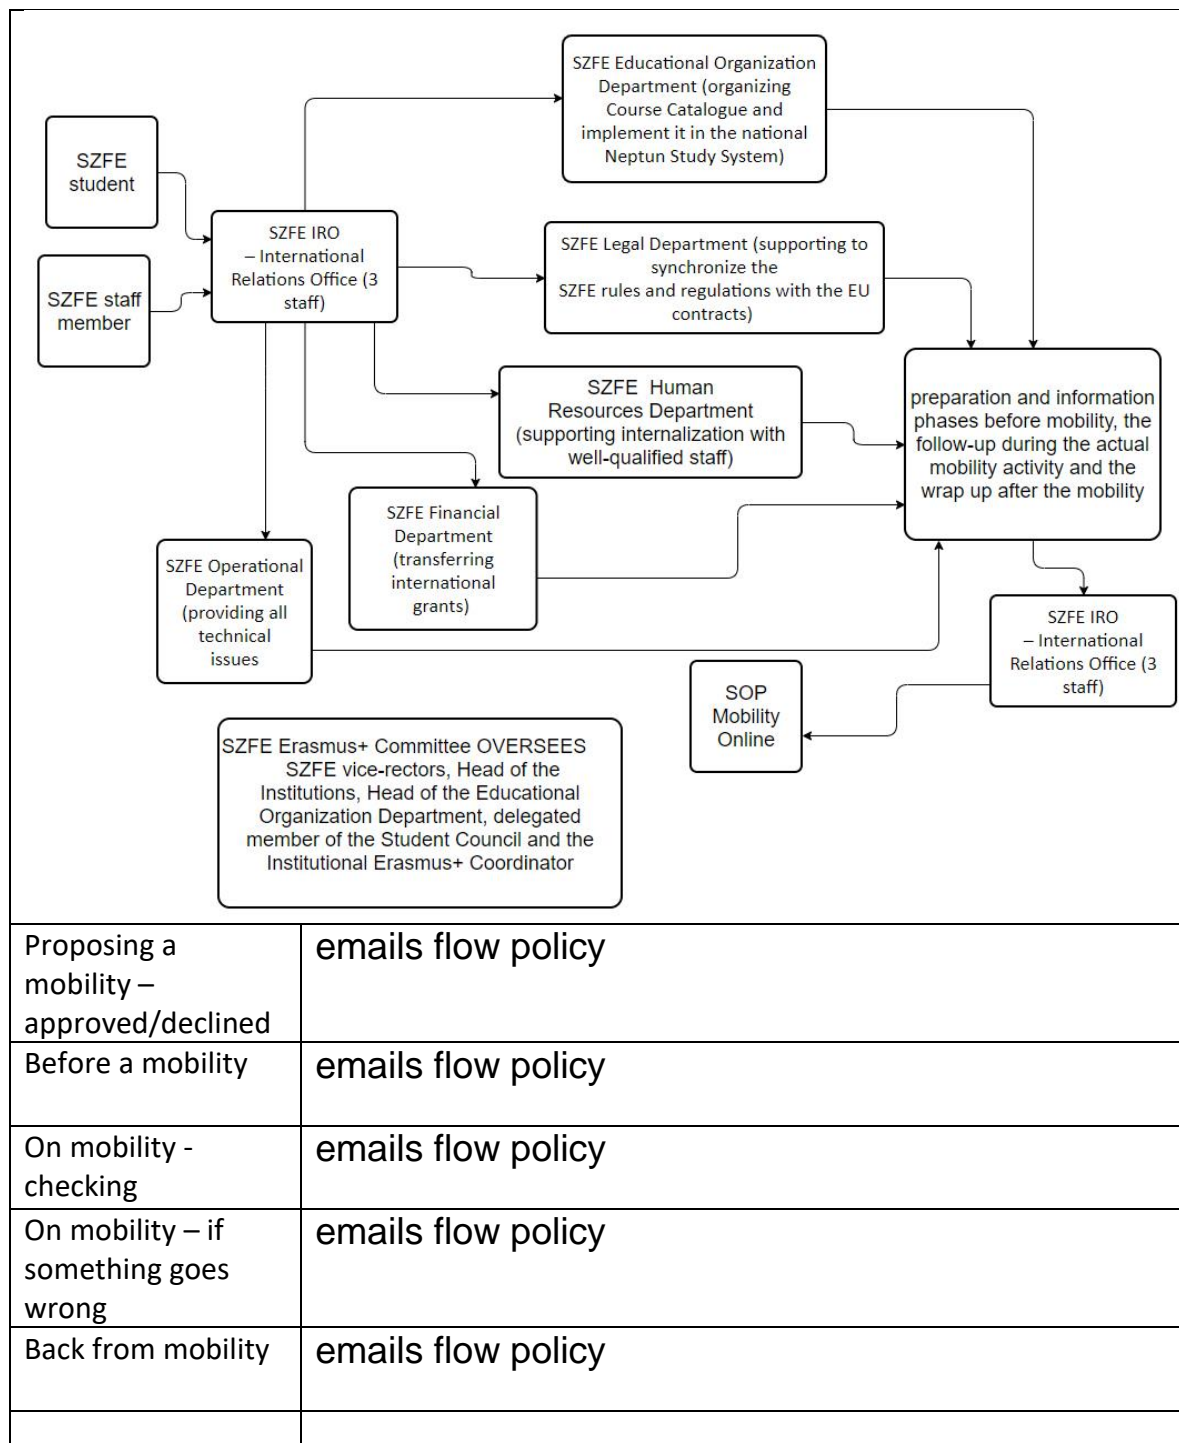 SZFE Educational Organization
Department (organizing
Course Catalogue and
implement it in the national
Neptun Study System)
SZFE
student
SZFE IRO
– International
Relations Office (3
staff)
SZFE Legal Department (supporting to
synchronize the
SZFE rules and regulations with the EU
contracts)
SZFE staff
member
SZFE Human
Resources Department
(supporting internalization with
well-qualified staff)
preparation and information
phases before mobility, the
follow-up during the actual
mobility activity and the
wrap up after the mobility
SZFE Financial
Department
(transferring
international
grants)
SZFE Operational
Department
(providing all
technical
issues
SZFE IRO
– International
Relations Office (3
staff)
SOP
Mobility
Online
SZFE Erasmus+ Committee OVERSEES
SZFE vice-rectors, Head of the
Institutions, Head of the Educational
Organization Department, delegated
member of the Student Council and the
Institutional Erasmus+ Coordinator
Proposing a
mobility –
approved/declined
emails flow policy
Before a mobility
emails flow policy
On mobility -
checking
emails flow policy
On mobility – if
something goes
wrong
emails flow policy
Back from mobility
emails flow policy